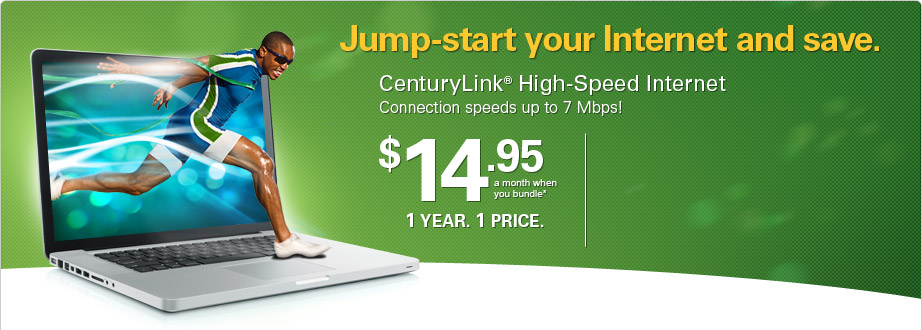 Jump-start your Internet and save.
CenturyLink® High-Speed Internet
Connection speeds up to 7 Mbps!
$14.95
a month when
you bundle*
1 YEAR. 1 PRICE.